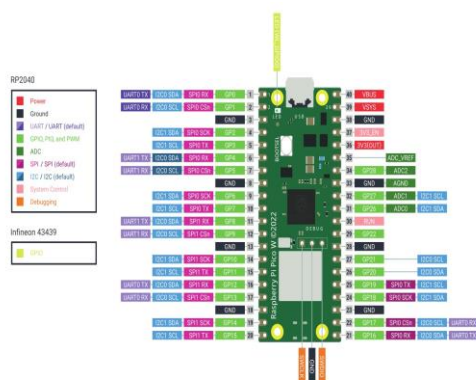 RP2040
Power
Ground
UART / UART (default)
GPIO, PIO and PWM
ADC
SPI / SPI (default)
I2C / I2C (default)
System Control
Debugging
Infineon 43439
GPIO
UART0 TX I2C0 SDA SPI0 RX GP0 1
UART0 RX I2C0 SCL SPI0 CSn GP1 2
GND 3
I2C1 SDA SPI0 SCK GP2 4
I2C1 SCL SPI0 TX GP3 5
UART1 TX I2C0 SDA SPI0 RX GP4 6
UART1 RX I2C0 SCL SPI0 CSn GP5 7
GND 8
I2C1 SDA SPI0 SCK GP6 9
I2C1 SCL SPI0 TX GP7 10
UART1 TX I2C0 SDA SPI1 RX GP8 11
UART1 RX I2C0 SCL SPI1 CSn GP9 12
GND 13
I2C1 SDA SPI1 SCK GP10 14
I2C1 SCL SPI1 TX GP11 15
UART0 TX I2C0 SDA SPI1 RX GP12 16
UART0 RX I2C0 SCL SPI1 CSn GP13 17
GND 18
I2C1 SDA SPI1 SCK GP14 19
I2C1 SCL SPI1 TX GP15 20
LED
USB
BOOTSEL
DEBUG
Raspberry Pi Pico W ©2022
40 VBUS
39 VSYS
38 GND
37 3V3_EN
36 3V3(OUT)
35 ADC_VREF
34 GP28 ADC2
33 GND AGND
32 GP27 ADC1 I2C1 SCL
31 GP26 ADC0 I2C1 SDA
30 RUN
29 GP22
28 GND
27 GP21 I2C0 SCL
26 GP20 I2C0 SDA
25 GP19 SPI0 TX I2C1 SCL
24 GP18 SPI0 SCK I2C1 SDA
23 GND
22 GP17 SPI0 CSn I2C0 SCL UART0 RX
21 GP16 SPI0 RX I2C0 SDA UART0 TX
SWCLK
GND
SWDIO